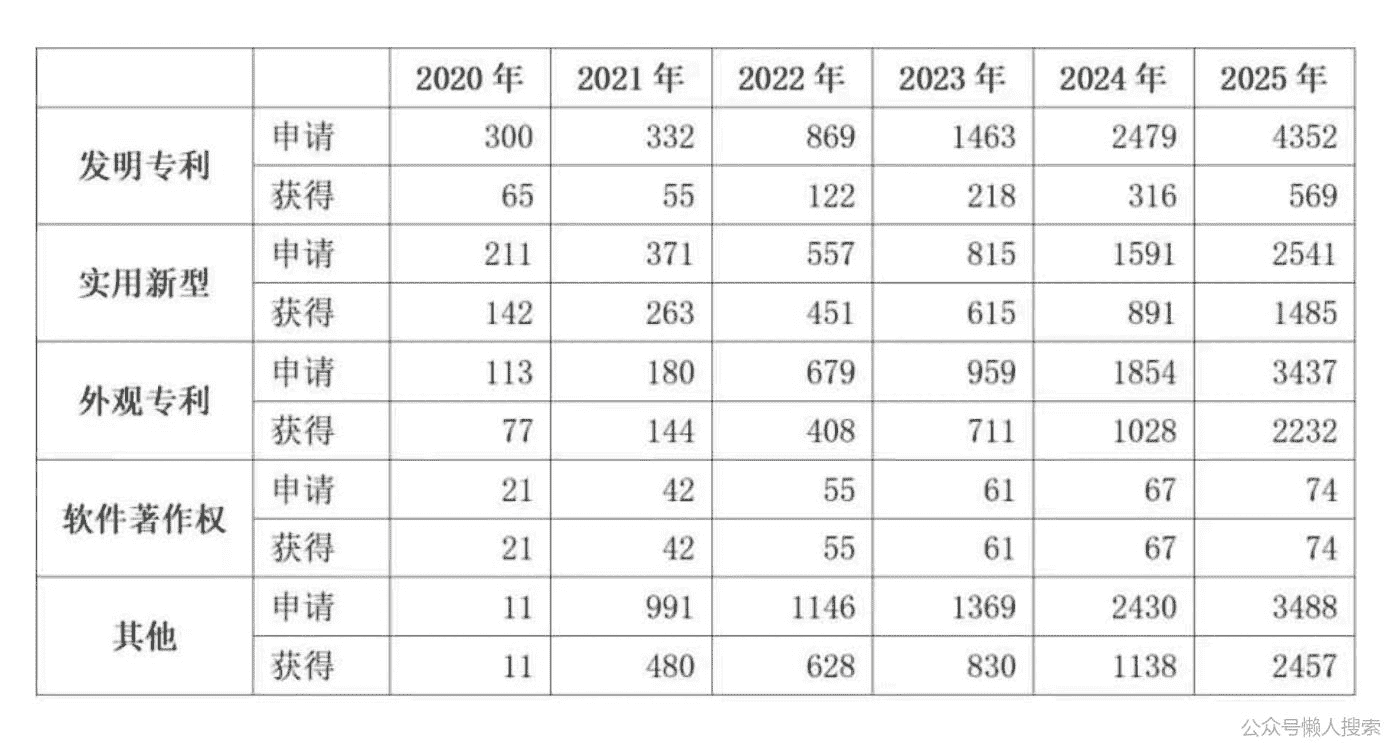 2020 年 2021 年 2022 年 2023 年 2024 年 2025 年
发明专利 申请 300 332 869 1463 2479 4352
获得 65 55 122 218 316 569
实用新型 申请 211 371 557 815 1591 2541
获得 142 263 451 615 891 1485
外观专利 申请 113 180 679 959 1854 3437
获得 77 144 408 711 1028 2232
软件著作权 申请 21 42 55 61 67 74
获得 21 42 55 61 67 74
其他 申请 11 991 1146 1369 2430 3488
获得 11 480 628 830 1138 2457
公众号懒人搜索